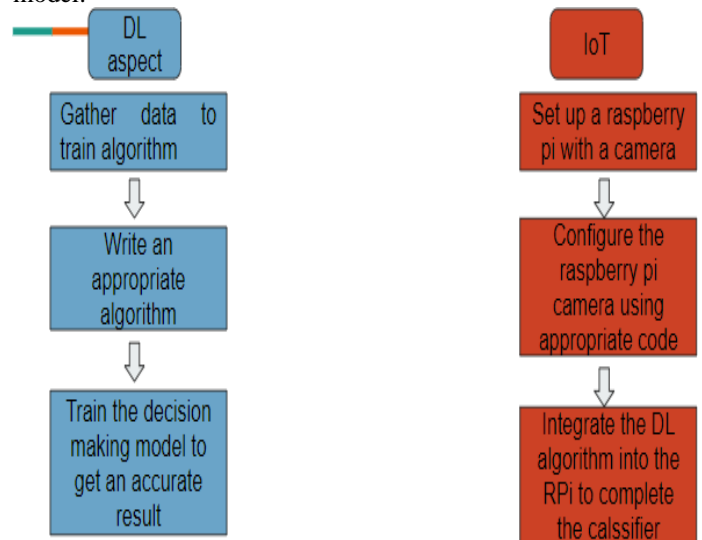 model.
DL
aspect
Gather data to
train algorithm
Write an
appropriate
algorithm
Train the decision
making model to
get an accurate
result
IoT
Set up a raspberry
pi with a camera
Configure the
raspberry pi
camera using
appropriate code
Integrate the DL
algorithm into the
RPi to complete
the calssifier